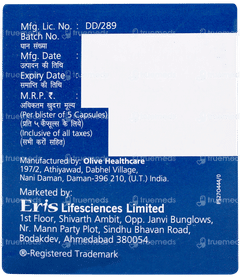 Mfg. Lic. No. : DD/289
Batch No.
धान संख्या
Mfg. Date :
उत्पादन की तिथि
Expiry Date :
समाप्ति की तिथि
M.R.P. ₹ :
अधिकतम खुदरा मूल्य
(Per blister of 5 Capsules)
(प्रति ५ कैप्सूल्स के लिये)
(Inclusive of all taxes)
(सभी करों सहित)
Manufactured by: Olive Healthcare
197/2, Athiyawad, Dabhel Village,
Nani Daman, Daman-396 210, (U.T.) India.
Marketed by:
Eris Lifesciences Limited
1st Floor, Shivarth Ambit, Opp. Janvi Bunglows,
Nr. Mann Party Plot, Sindhu Bhavan Road,
Bodakdev, Ahmedabad 380054.
®-Registered Trademark
truemeds